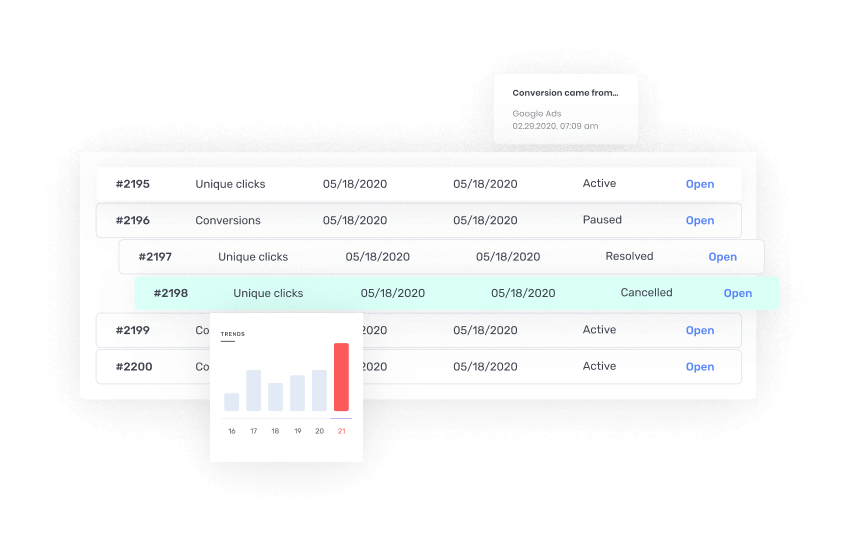 Conversion came from...
Google Ads
02.29.2020, 07:09 am
#2195 Unique clicks 05/18/2020 05/18/2020 Active Open
#2196 Conversions 05/18/2020 05/18/2020 Paused Open
#2197 Unique clicks 05/18/2020 05/18/2020 Resolved Open
#2198 Unique clicks 05/18/2020 05/18/2020 Cancelled Open
#2199 Co /2020 05/18/2020 Active Open
#2200 Co /2020 05/18/2020 Active Open
TRENDS
16 17 18 19 20 21